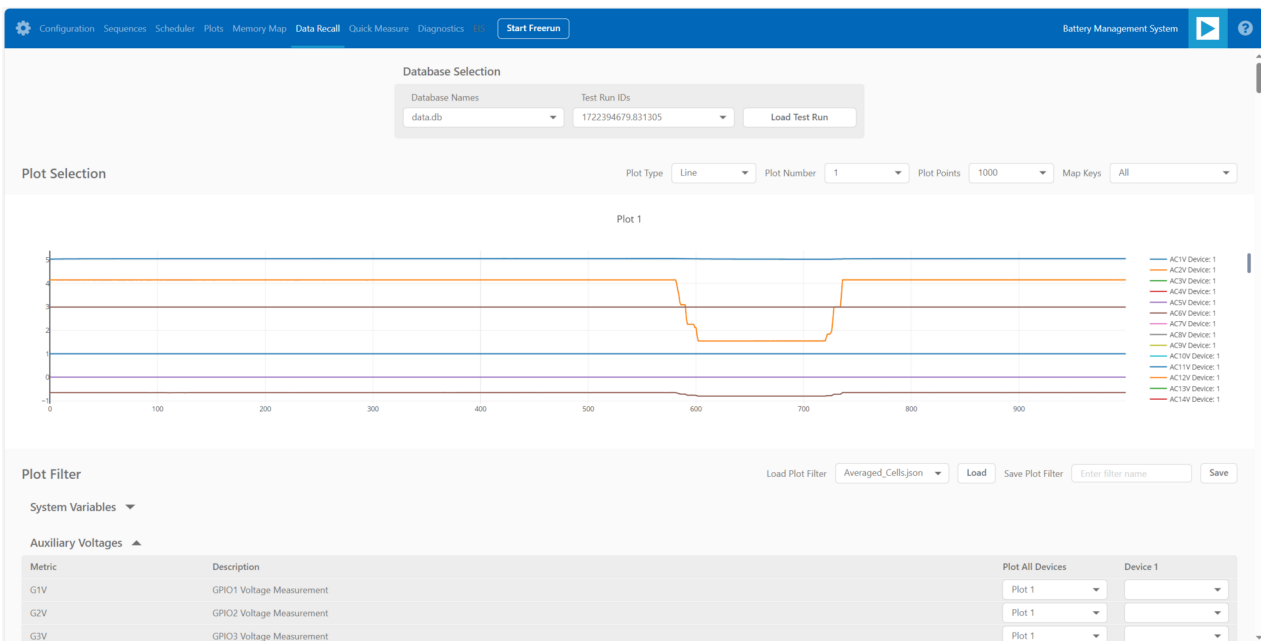 Configuration Sequences Scheduler Plots Memory Map Data Recall Quick Measure Diagnostics EIS Start Freerun Battery Management System
Database Selection
Database Names Test Run IDs
data.db 1722394679.831305 Load Test Run
Plot Selection Plot Type Line Plot Number 1 Plot Points 1000 Map Keys All
Plot 1
5
4
3
2
1
0
−1
0 100 200 300 400 500 600 700 800 900
AC1V Device: 1
AC2V Device: 1
AC3V Device: 1
AC4V Device: 1
AC5V Device: 1
AC6V Device: 1
AC7V Device: 1
AC8V Device: 1
AC9V Device: 1
AC10V Device: 1
AC11V Device: 1
AC12V Device: 1
AC13V Device: 1
AC14V Device: 1
Plot Filter Load Plot Filter Averaged_Cells.json Load Save Plot Filter Enter filter name Save
System Variables
Auxiliary Voltages
Metric Description Plot All Devices Device 1
G1V GPIO1 Voltage Measurement Plot 1
G2V GPIO2 Voltage Measurement Plot 1
G3V GPIO3 Voltage Measurement Plot 1